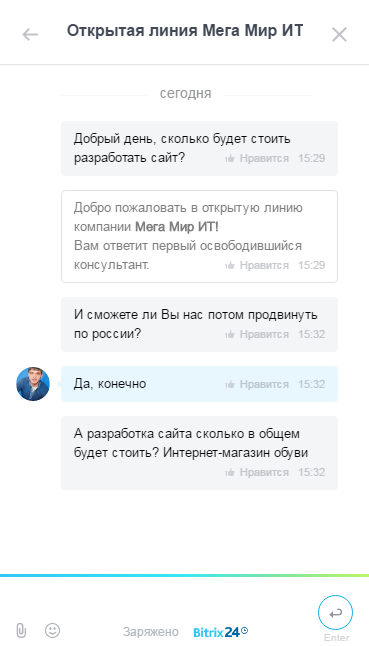 Открытая линия Мега Мир ИТ
сегодня
Добрый день, сколько будет стоить
разработать сайт? Нравится 15:29
Добро пожаловать в открытую линию
компании Мега Мир ИТ!
Вам ответит первый освободившийся
консультант. Нравится 15:29
И сможете ли Вы нас потом продвинуть
по россии? Нравится 15:32
Да, конечно Нравится 15:32
А разработка сайта сколько в общем
будет стоить? Интернет-магазин обуви
Нравится 15:32
Заряжено Bitrix24
Enter